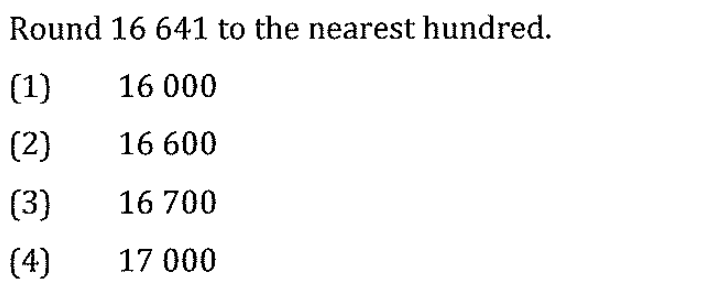 Round 16 641 to the nearest hundred.
(1) 16 000
(2) 16 600
(3) 16 700
(4) 17 000